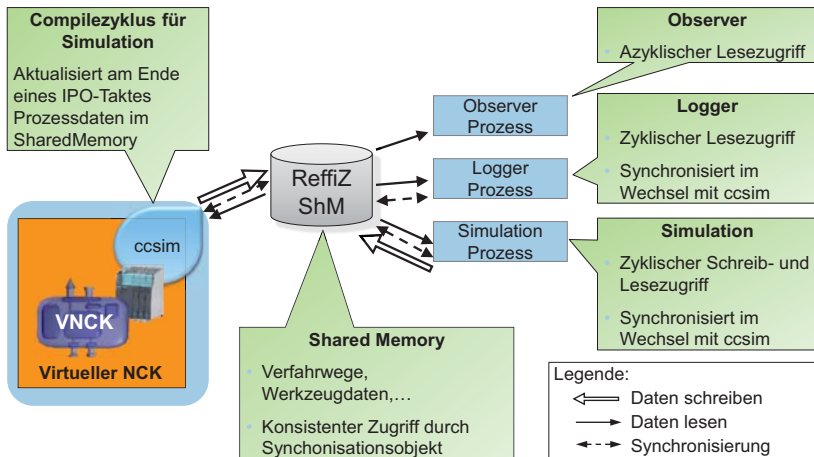 Compilezyklus für
Simulation
Aktualisiert am Ende
eines IPO-Taktes
Prozessdaten im
SharedMemory
Observer
Azyklischer Lesezugriff
Observer
Prozess
Logger
Zyklischer Lesezugriff
Synchronisiert im
Wechsel mit ccsim
Logger
Prozess
ReffiZ
ShM
Simulation
Prozess
Simulation
Zyklischer Schreib- und
Lesezugriff
Synchronisiert im
Wechsel mit ccsim
ccsim
VNCK
Virtueller NCK
Shared Memory
Verfahrwege,
Werkzeugdaten,...
Konsistenter Zugriff durch
Synchonisationsobjekt
Legende:
Daten schreiben
Daten lesen
Synchronisierung